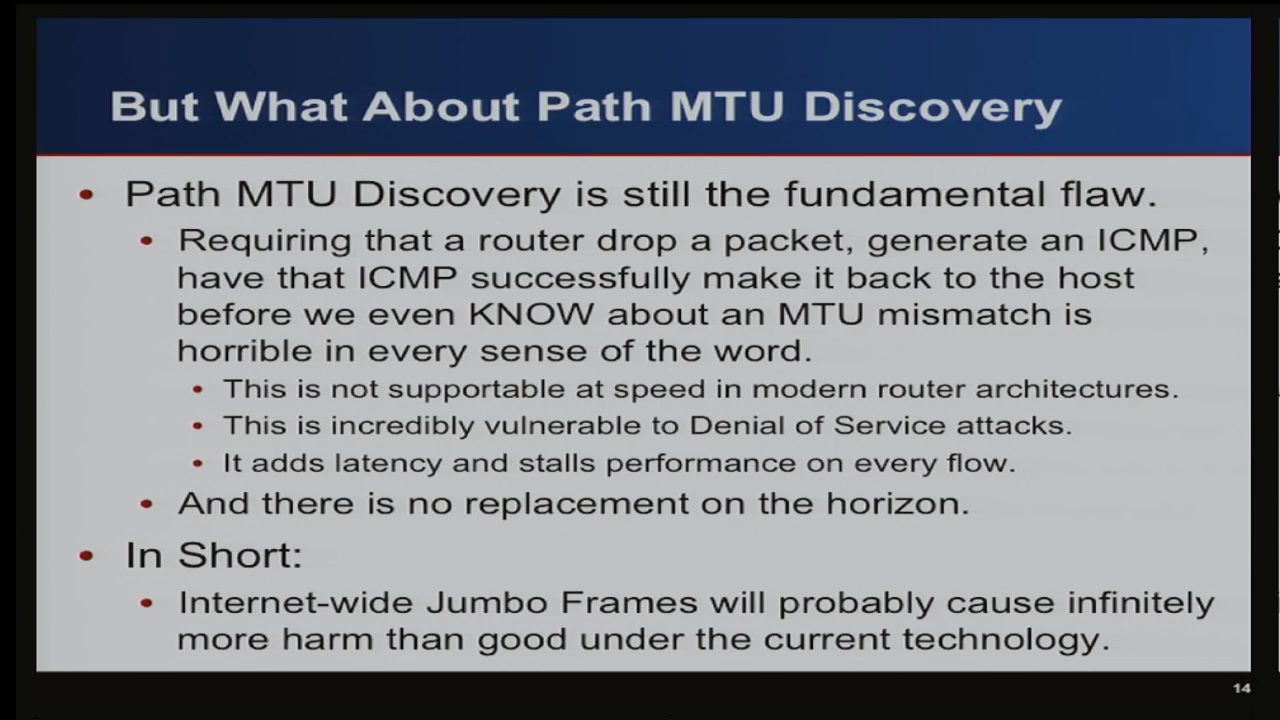 But What About Path MTU Discovery
• Path MTU Discovery is still the fundamental flaw.
• Requiring that a router drop a packet, generate an ICMP,
have that ICMP successfully make it back to the host
before we even KNOW about an MTU mismatch is
horrible in every sense of the word.
• This is not supportable at speed in modern router architectures.
• This is incredibly vulnerable to Denial of Service attacks.
• It adds latency and stalls performance on every flow.
• And there is no replacement on the horizon.
• In Short:
• Internet-wide Jumbo Frames will probably cause infinitely
more harm than good under the current technology.
14